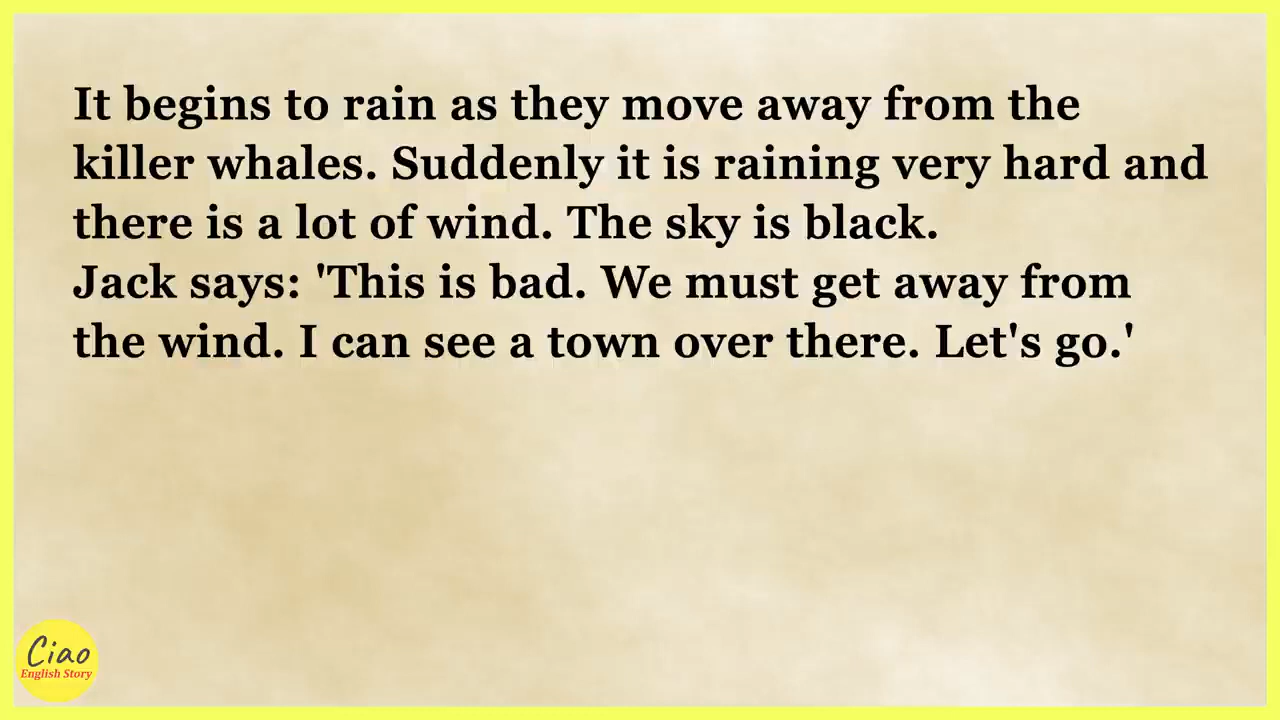 It begins to rain as they move away from the
killer whales. Suddenly it is raining very hard and
there is a lot of wind. The sky is black.
Jack says: 'This is bad. We must get away from
the wind. I can see a town over there. Let's go.'
Ciao
English Story